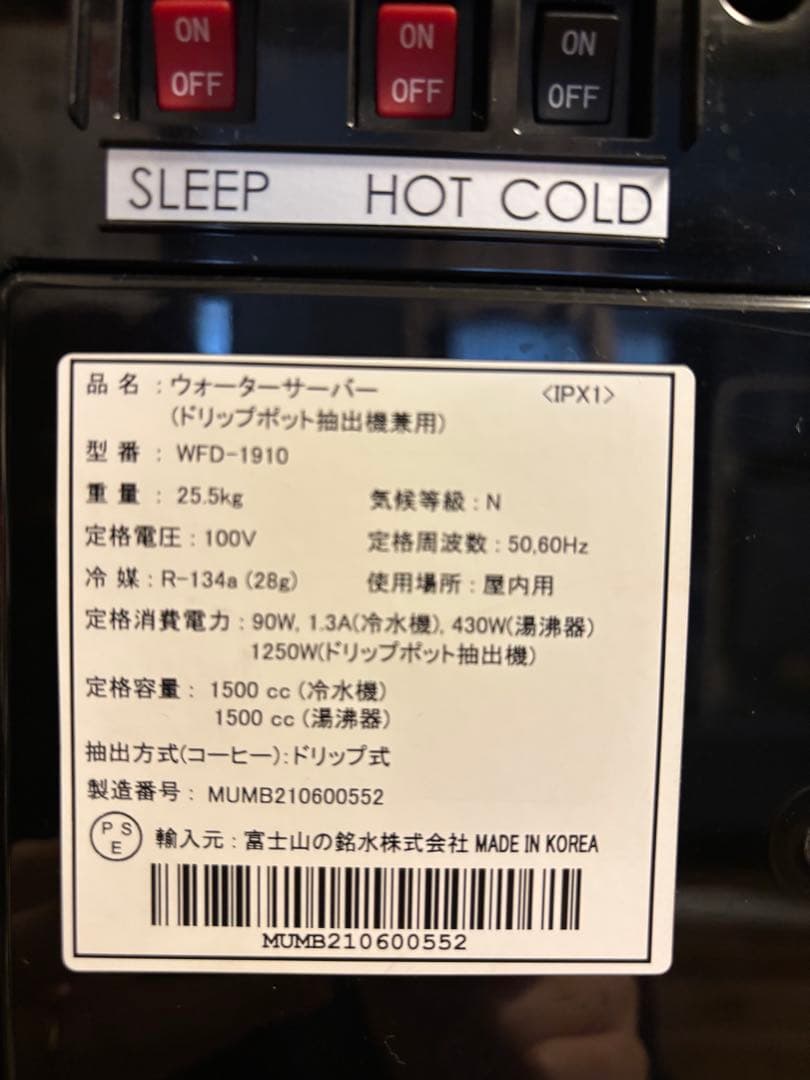 ON ON ON
OFF OFF OFF
SLEEP HOT COLD
品 名 : ウォーターサーバー <IPX1>
(ドリップポット抽出機兼用)
型 番 : WFD-1910
重 量 : 25.5kg 気候等級 : N
定格電圧 : 100V 定格周波数 : 50,60Hz
冷 媒 : R-134a (28g) 使用場所 : 屋内用
定格消費電力 : 90W, 1.3A(冷水機), 430W(湯沸器)
1250W(ドリップポット抽出機)
定格容量 : 1500 cc (冷水機)
1500 cc (湯沸器)
抽出方式(コーヒー) : ドリップ式
製造番号 : MUMB210600552
PSE 輸入元 : 富士山の銘水株式会社 MADE IN KOREA
MUMB210600552